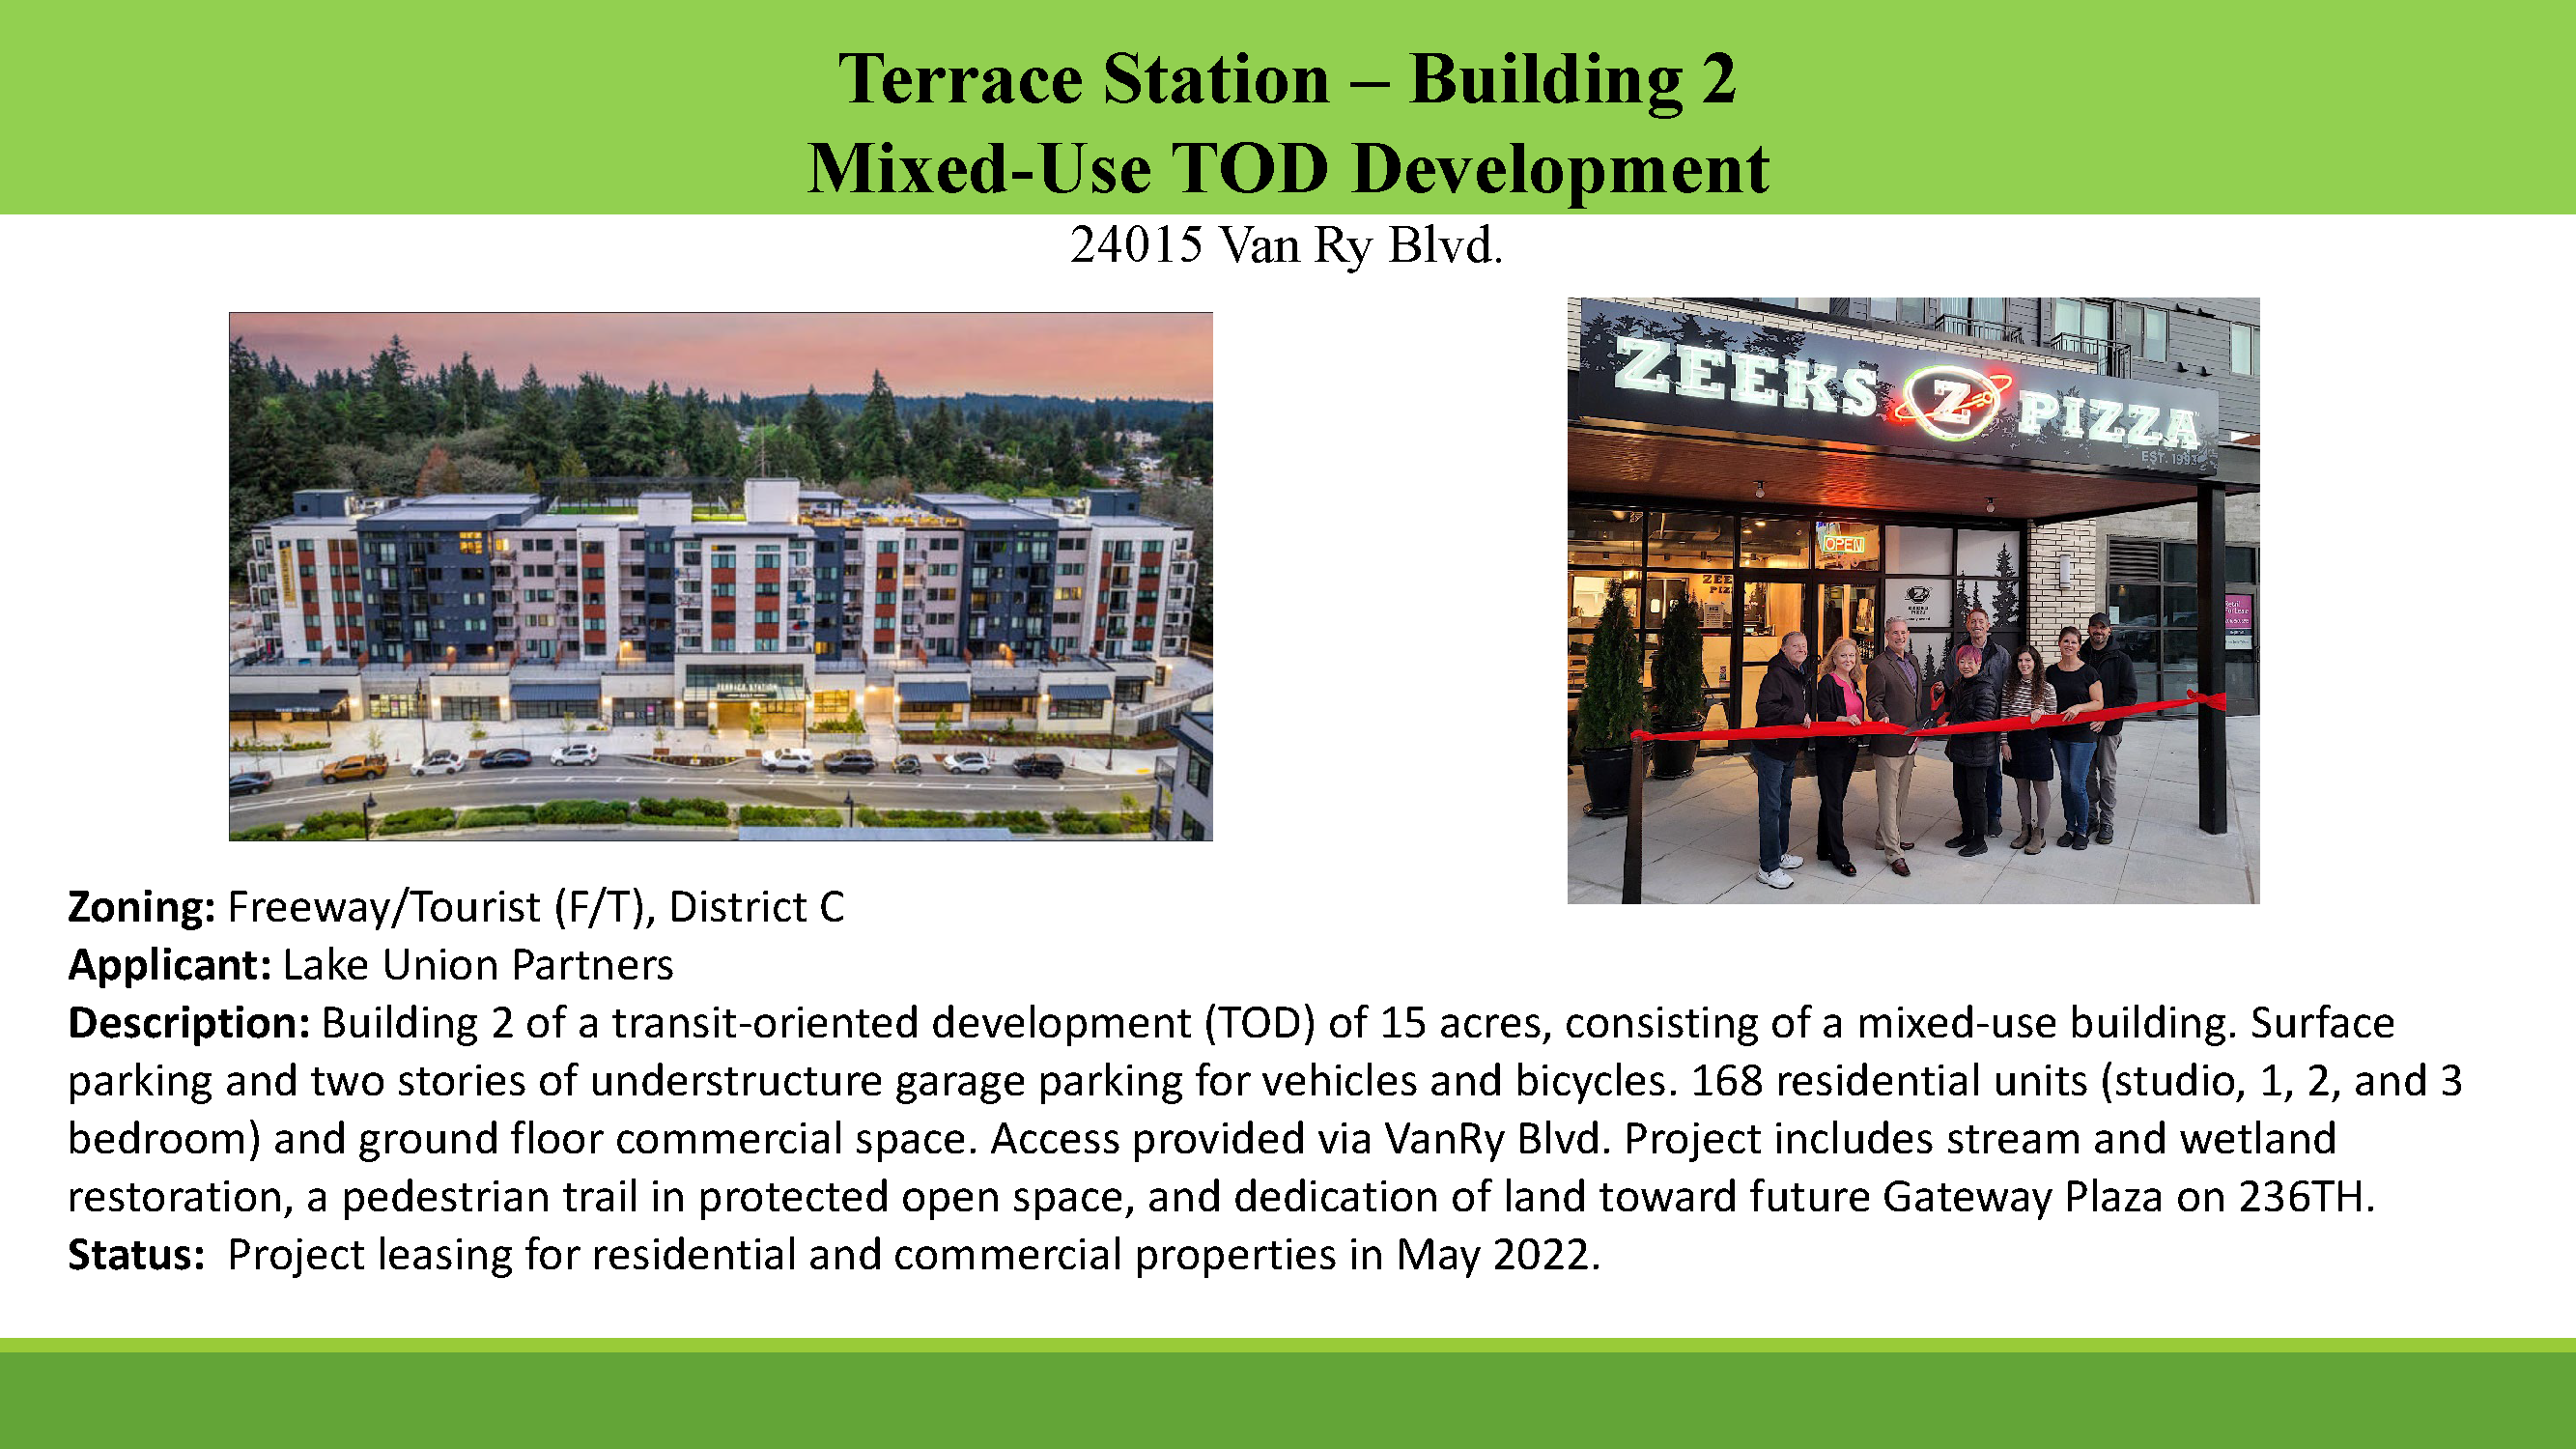 Terrace Station – Building 2
Mixed-Use TOD Development
24015 Van Ry Blvd.
ZEEKS Z PIZZA
EST. 1993
OPEN
TERRACE STATION
Zoning: Freeway/Tourist (F/T), District C
Applicant: Lake Union Partners
Description: Building 2 of a transit-oriented development (TOD) of 15 acres, consisting of a mixed-use building. Surface
parking and two stories of understructure garage parking for vehicles and bicycles. 168 residential units (studio, 1, 2, and 3
bedroom) and ground floor commercial space. Access provided via VanRy Blvd. Project includes stream and wetland
restoration, a pedestrian trail in protected open space, and dedication of land toward future Gateway Plaza on 236TH.
Status: Project leasing for residential and commercial properties in May 2022.